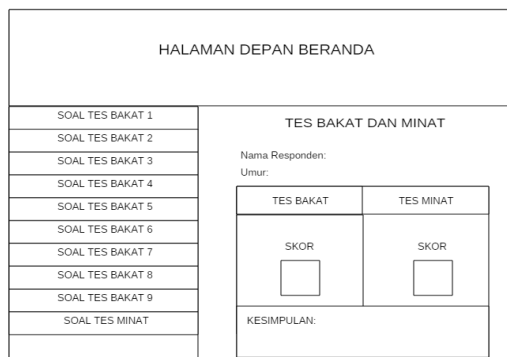 HALAMAN DEPAN BERANDA
SOAL TES BAKAT 1
SOAL TES BAKAT 2
SOAL TES BAKAT 3
SOAL TES BAKAT 4
SOAL TES BAKAT 5
SOAL TES BAKAT 6
SOAL TES BAKAT 7
SOAL TES BAKAT 8
SOAL TES BAKAT 9
SOAL TES MINAT
TES BAKAT DAN MINAT
Nama Responden:
Umur:
TES BAKAT TES MINAT
SKOR SKOR
KESIMPULAN: